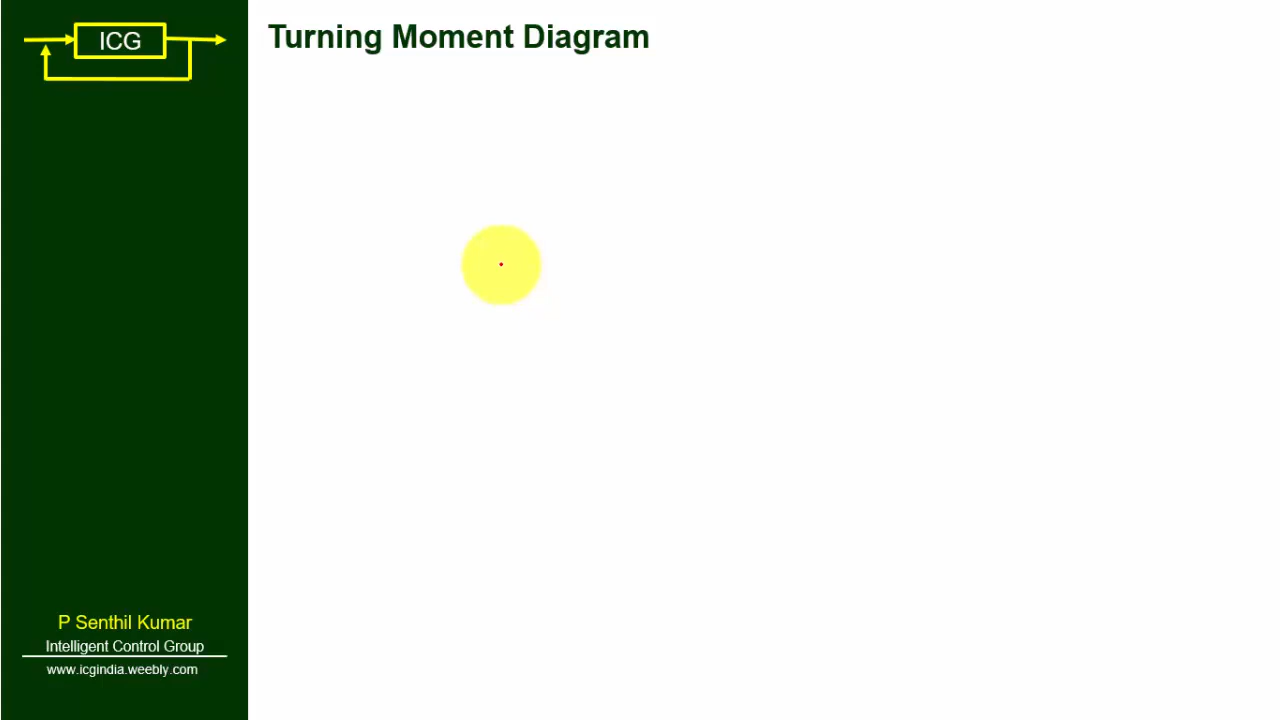 ICG
Turning Moment Diagram
P Senthil Kumar
Intelligent Control Group
www.icgindia.weebly.com